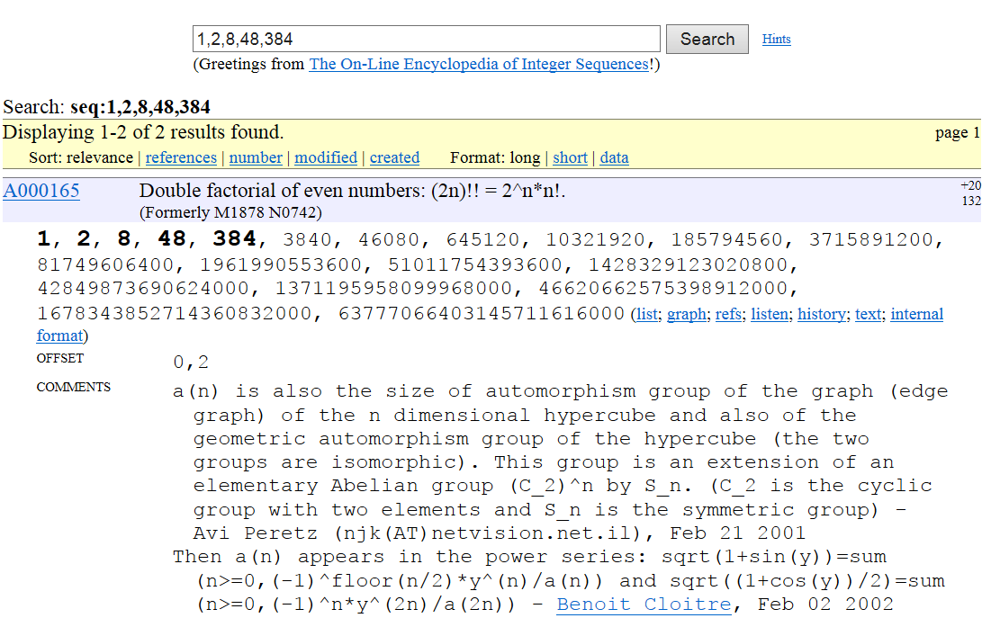 1,2,8,48,384 Search Hints
(Greetings from The On-Line Encyclopedia of Integer Sequences!)
Search: seq:1,2,8,48,384
Displaying 1-2 of 2 results found. page 1
Sort: relevance | references | number | modified | created Format: long | short | data
A000165 Double factorial of even numbers: (2n)!! = 2^n*n!. +20
(Formerly M1878 N0742) 132
1, 2, 8, 48, 384, 3840, 46080, 645120, 10321920, 185794560, 3715891200,
81749606400, 1961990553600, 51011754393600, 1428329123020800,
42849873690624000, 1371195958099968000, 46620662575398912000,
1678343852714360832000, 63777066403145711616000 (list; graph; refs; listen; history; text; internal
format)
OFFSET 0,2
COMMENTS a(n) is also the size of automorphism group of the graph (edge
graph) of the n dimensional hypercube and also of the
geometric automorphism group of the hypercube (the two
groups are isomorphic). This group is an extension of an
elementary Abelian group (C_2)^n by S_n. (C_2 is the cyclic
group with two elements and S_n is the symmetric group) -
Avi Peretz (njk(AT)netvision.net.il), Feb 21 2001
Then a(n) appears in the power series: sqrt(1+sin(y))=sum
(n>=0,(-1)^floor(n/2)*y^(n)/a(n)) and sqrt((1+cos(y))/2)=sum
(n>=0,(-1)^n*y^(2n)/a(2n)) - Benoit Cloitre, Feb 02 2002